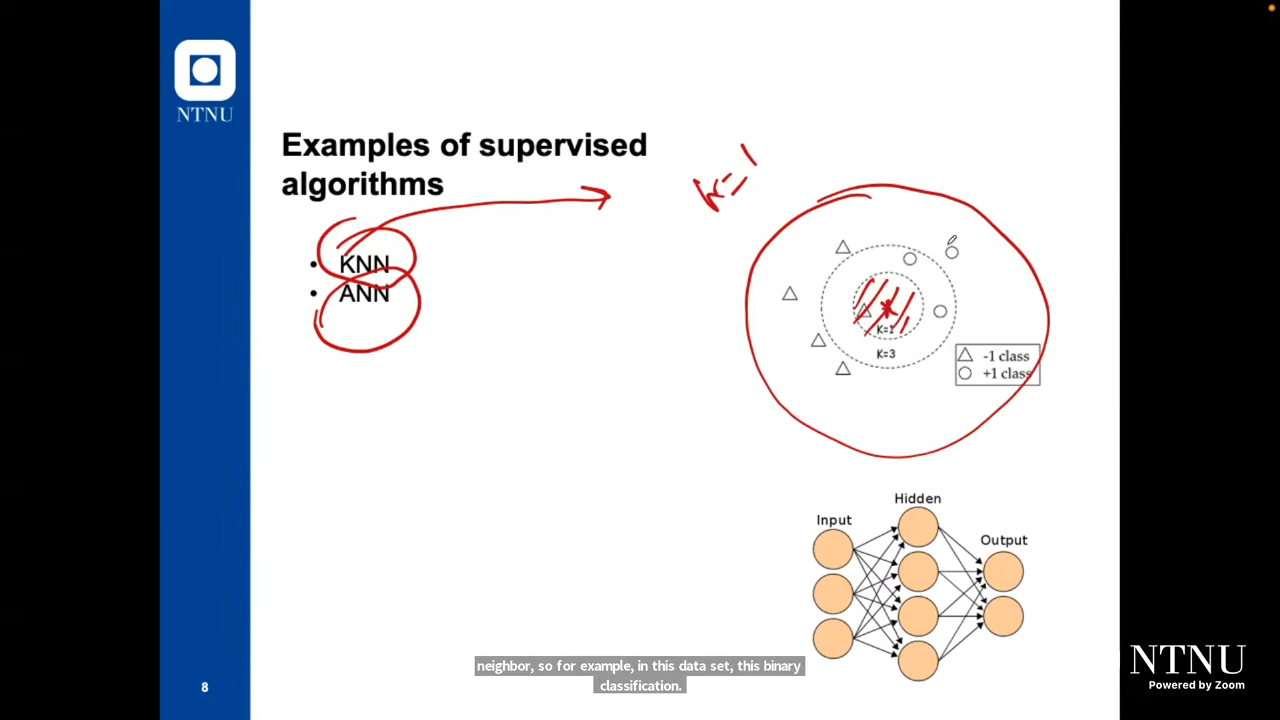 NTNU
Examples of supervised
algorithms
• KNN
• ANN
K=1
K=1
K=3
-1 class
+1 class
Input
Hidden
Output
neighbor, so for example, in this data set, this binary
classification.
8
NTNU
Powered by Zoom